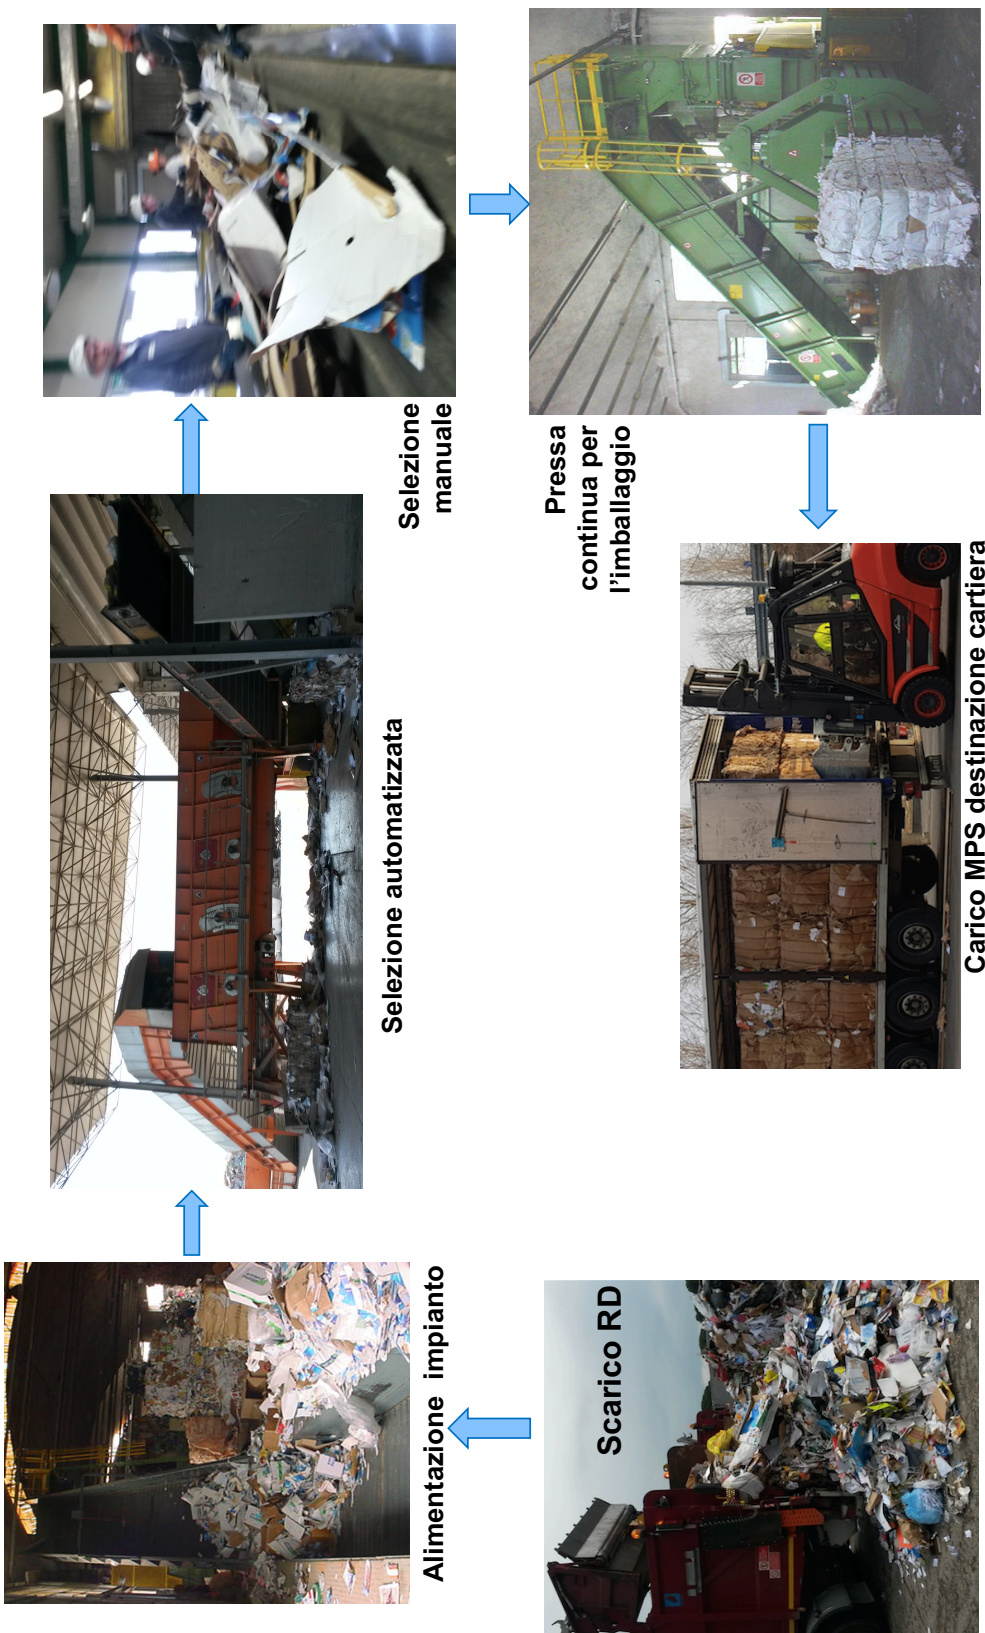 Scarico RD
Alimentazione impianto
Selezione automatizzata
Selezione
manuale
Pressa
continua per
l'imballaggio
Carico MPS destinazione cartiera